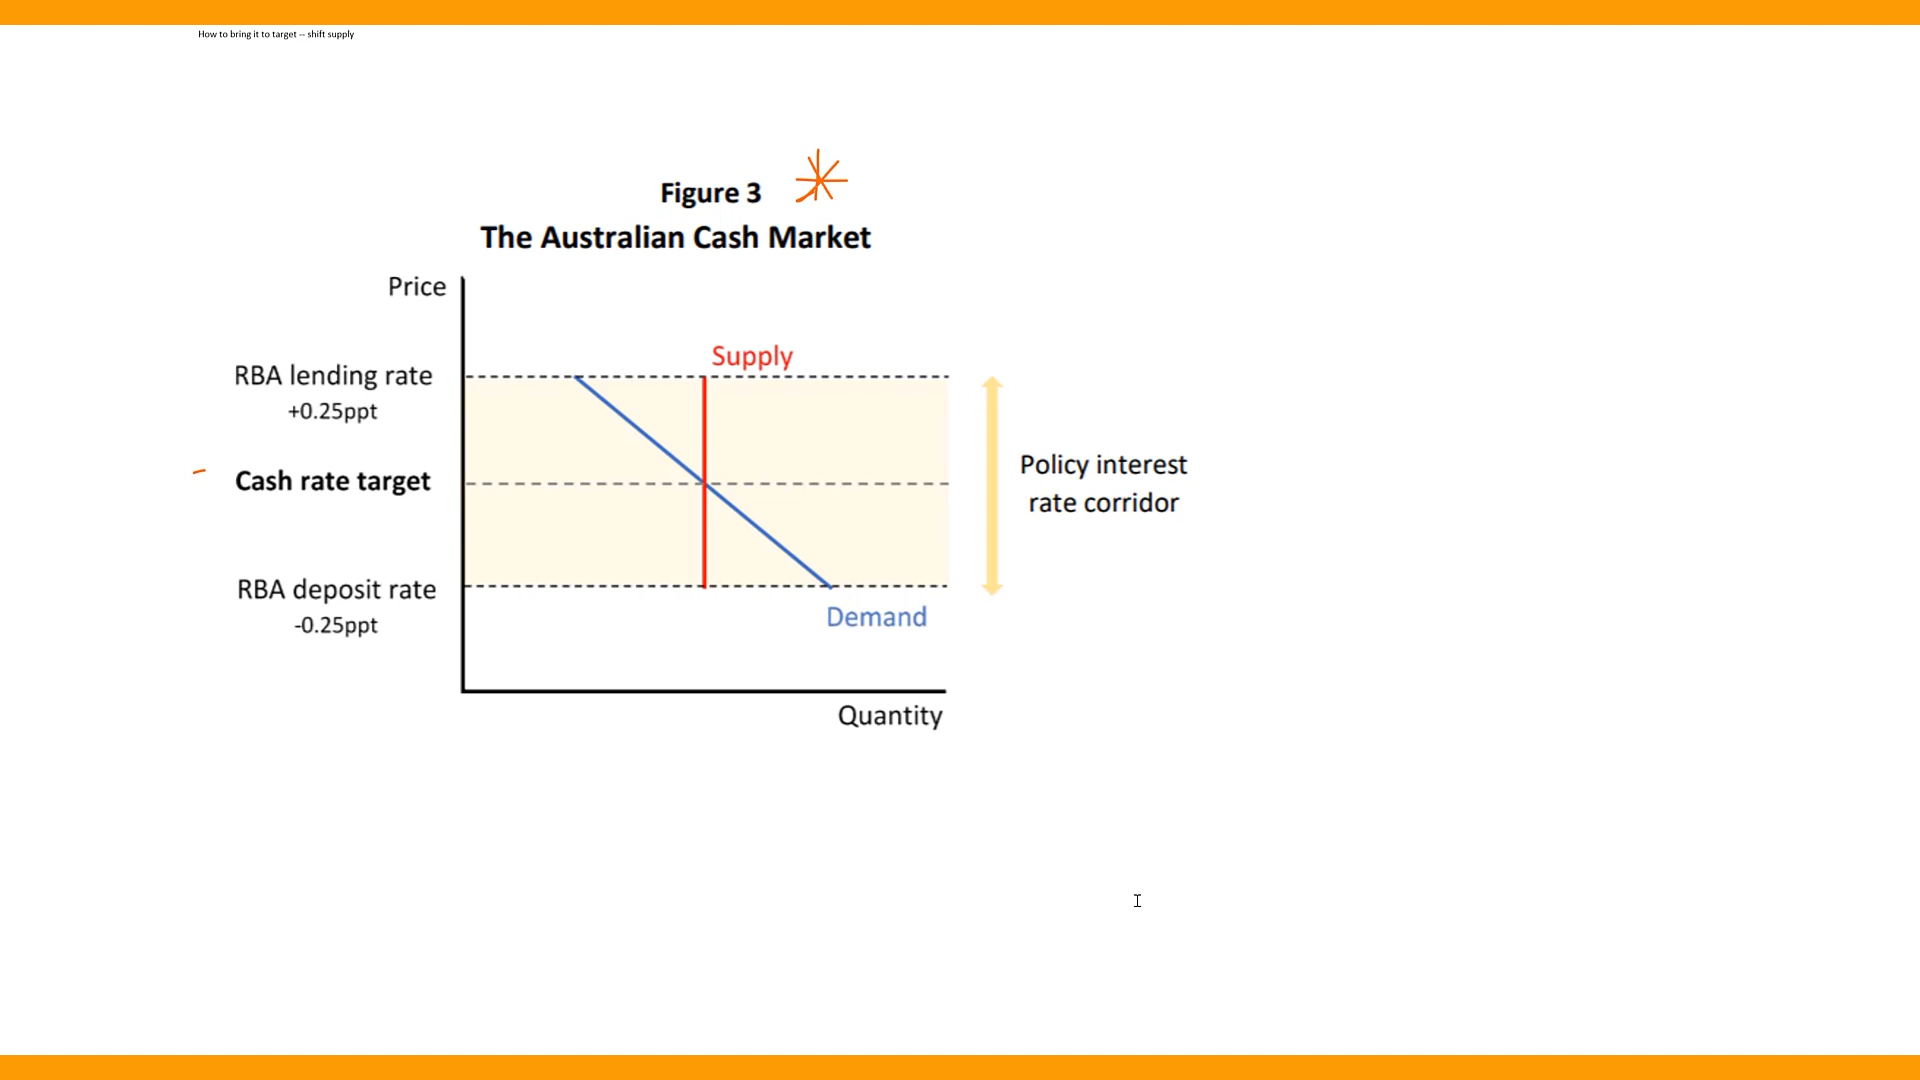 How to bring it to target -- shift supply
Figure 3
The Australian Cash Market
Price
Supply
RBA lending rate
+0.25ppt
Cash rate target
Policy interest
rate corridor
RBA deposit rate
-0.25ppt
Demand
Quantity